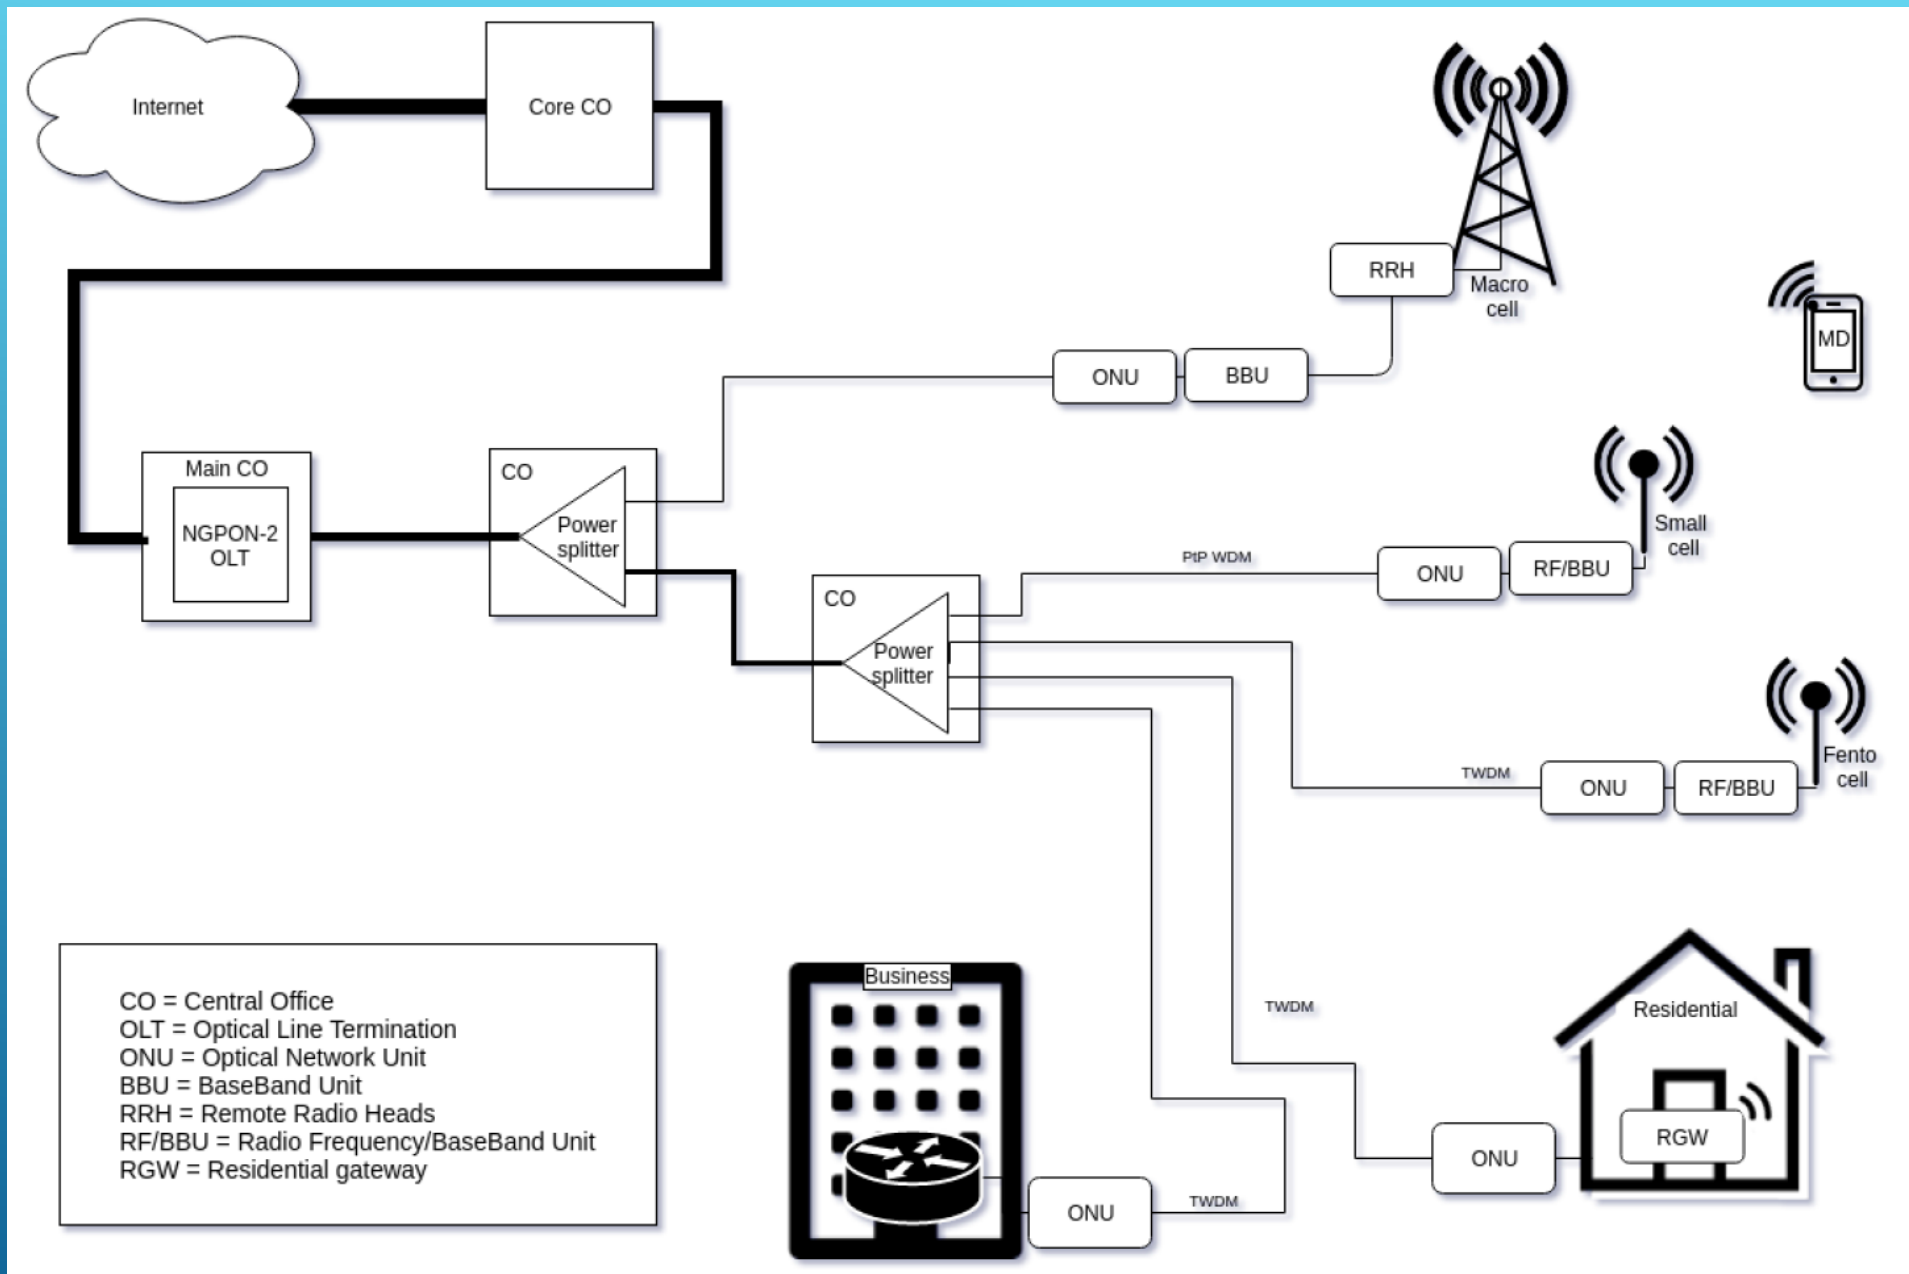 Internet
Core CO
RRH
Macro
cell
MD
ONU
BBU
Main CO
NGPON-2
OLT
CO
Power
splitter
PtP WDM
ONU
RF/BBU
Small
cell
CO
Power
splitter
TWDM
ONU
RF/BBU
Fento
cell
Business
TWDM
Residential
RGW
ONU
TWDM
ONU
CO = Central Office
OLT = Optical Line Termination
ONU = Optical Network Unit
BBU = BaseBand Unit
RRH = Remote Radio Heads
RF/BBU = Radio Frequency/BaseBand Unit
RGW = Residential gateway